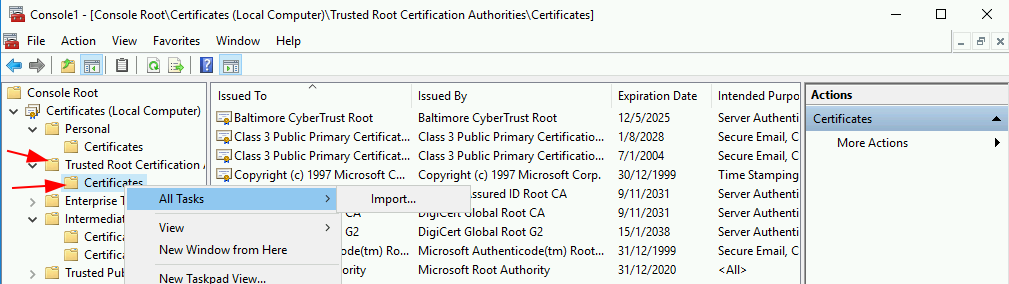 Console1 - [Console Root\Certificates (Local Computer)\Trusted Root Certification Authorities\Certificates]
File Action View Favorites Window Help
Console Root
Certificates (Local Computer)
Personal
Certificates
Trusted Root Certification A
Certificates
Enterprise T
Intermediat
Certifica
Certifica
Trusted Pub
All Tasks
Import...
View
New Window from Here
New Taskpad View...
Issued To Issued By Expiration Date Intended Purpo
Baltimore CyberTrust Root Baltimore CyberTrust Root 12/5/2025 Server Authenti
Class 3 Public Primary Certificat... Class 3 Public Primary Certificatio... 1/8/2028 Secure Email, C
Class 3 Public Primary Certificat... Class 3 Public Primary Certificatio... 7/1/2004 Secure Email, C
Copyright (c) 1997 Microsoft C... Copyright (c) 1997 Microsoft Corp. 30/12/1999 Time Stamping
ssured ID Root CA 9/11/2031 Server Authenti
CA DigiCert Global Root CA 9/11/2031 Server Authenti
G2 DigiCert Global Root G2 15/1/2038 Server Authenti
code(tm) Ro... Microsoft Authenticode(tm) Root... 31/12/1999 Secure Email, C
ority Microsoft Root Authority 31/12/2020 <All>
Actions
Certificates
More Actions